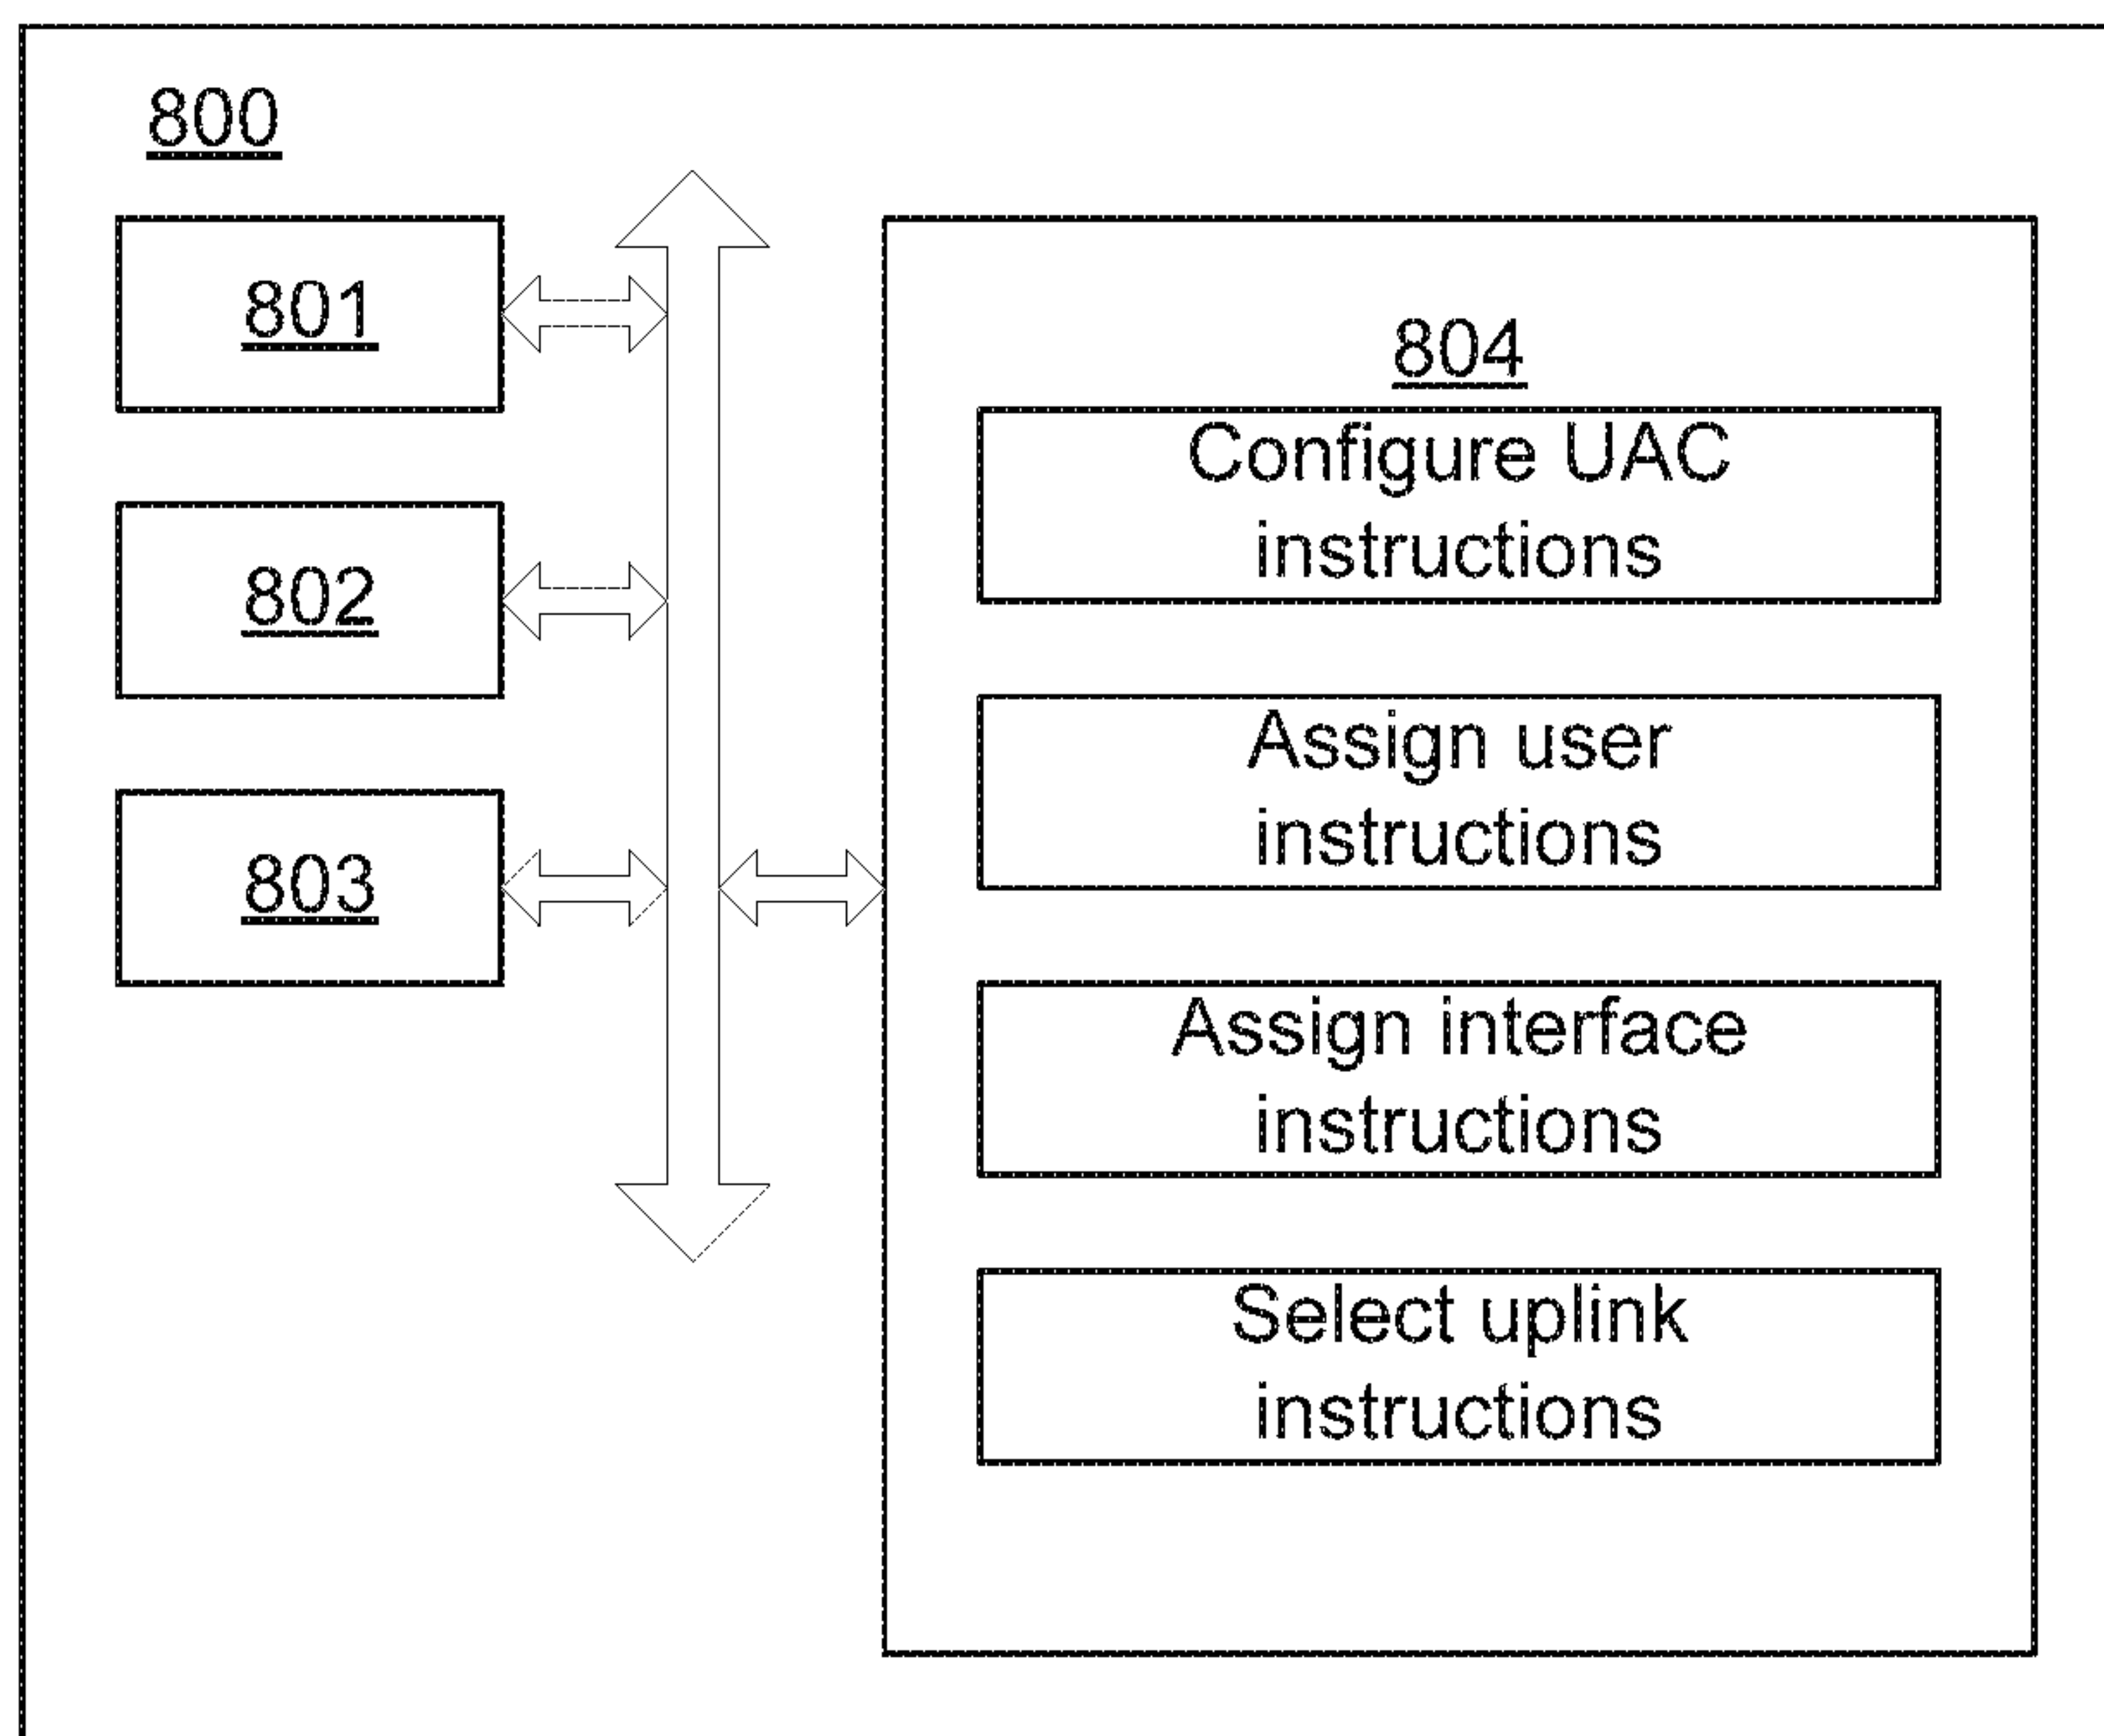 800
801
802
803
804
Configure UAC
instructions
Assign user
instructions
Assign interface
instructions
Select uplink
instructions